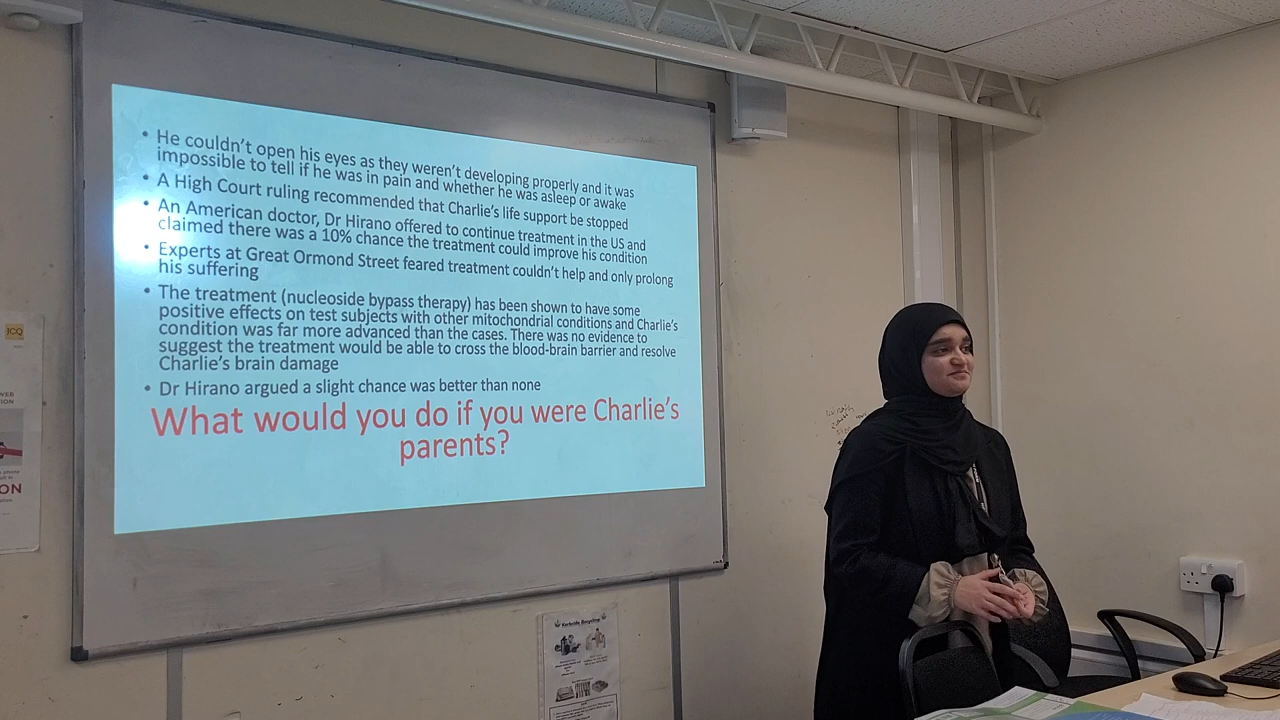 • He couldn't open his eyes as they weren't developing properly and it was
impossible to tell if he was in pain and whether he was asleep or awake
• A High Court ruling recommended that Charlie's life support be stopped
• An American doctor, Dr Hirano offered to continue treatment in the US and
claimed there was a 10% chance the treatment could improve his condition
• Experts at Great Ormond Street feared treatment couldn't help and only prolong
his suffering
• The treatment (nucleoside bypass therapy) has been shown to have some
positive effects on test subjects with other mitochondrial conditions and Charlie's
condition was far more advanced than the cases. There was no evidence to
suggest the treatment would be able to cross the blood-brain barrier and resolve
Charlie's brain damage
• Dr Hirano argued a slight chance was better than none
What would you do if you were Charlie's
parents?
JCQ
ON
Kerbside Recycling